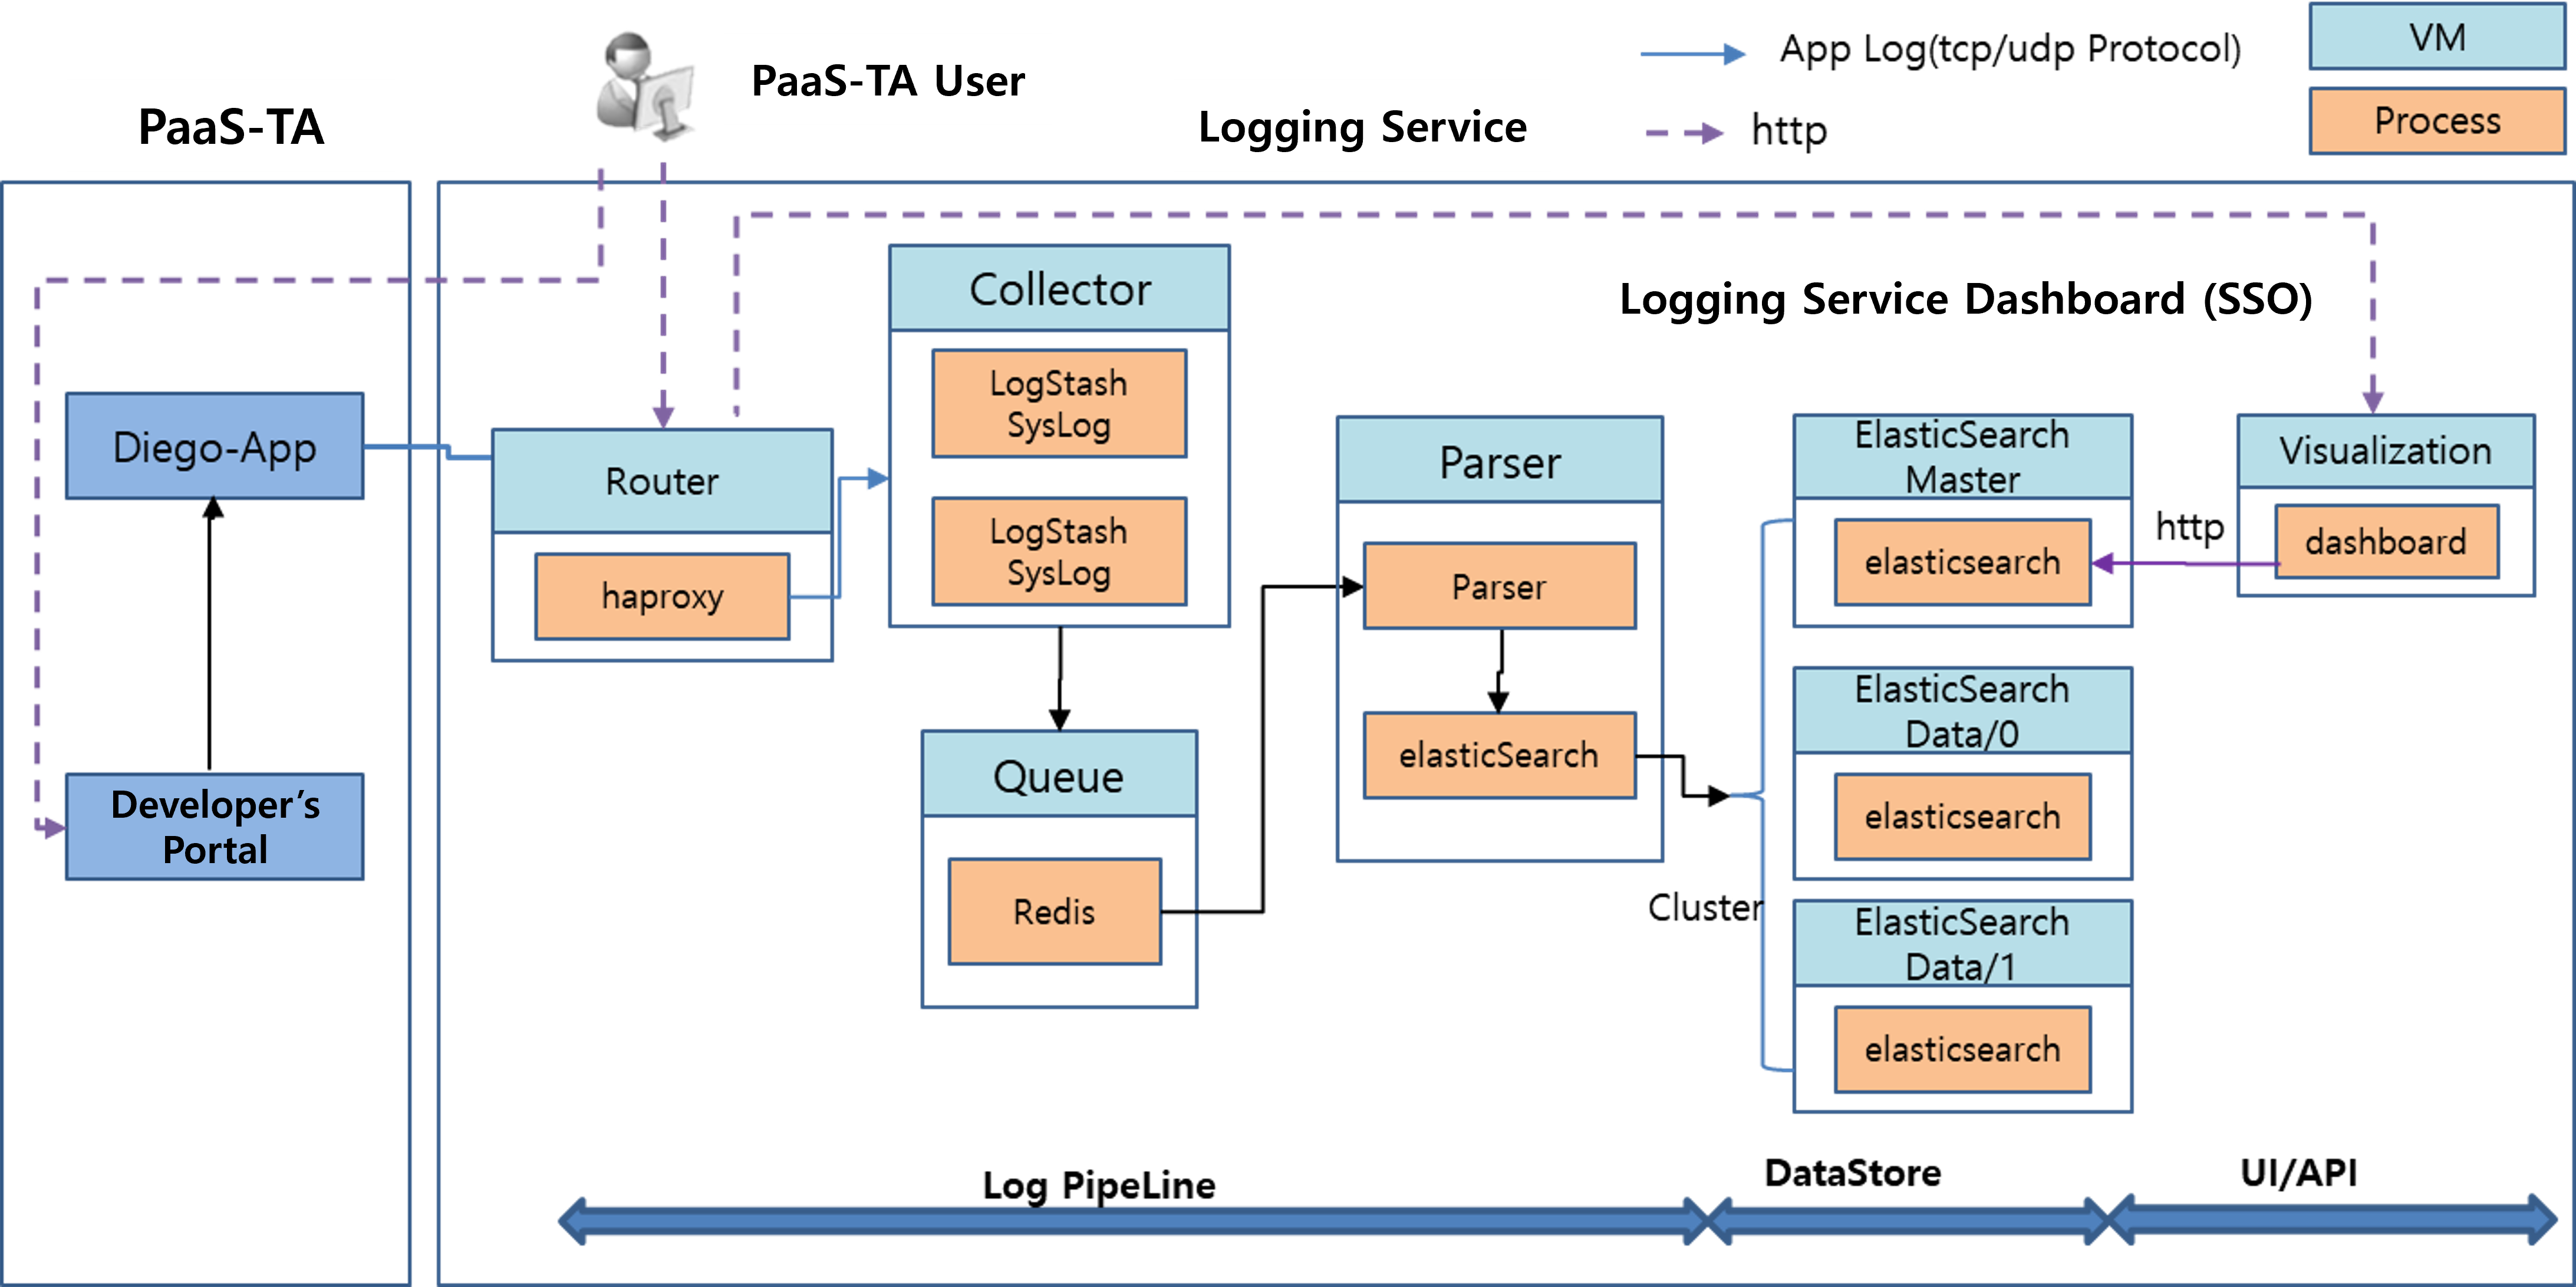 PaaS-TA
PaaS-TA User
Logging Service
App Log(tcp/udp Protocol)
http
VM
Process
Diego-App
Developer’s
Portal
Router
haproxy
Collector
LogStash
SysLog
LogStash
SysLog
Queue
Redis
Parser
Parser
elasticSearch
Logging Service Dashboard (SSO)
ElasticSearch
Master
elasticsearch
http
Visualization
dashboard
ElasticSearch
Data/0
elasticsearch
Cluster
ElasticSearch
Data/1
elasticsearch
Log PipeLine
DataStore
UI/API